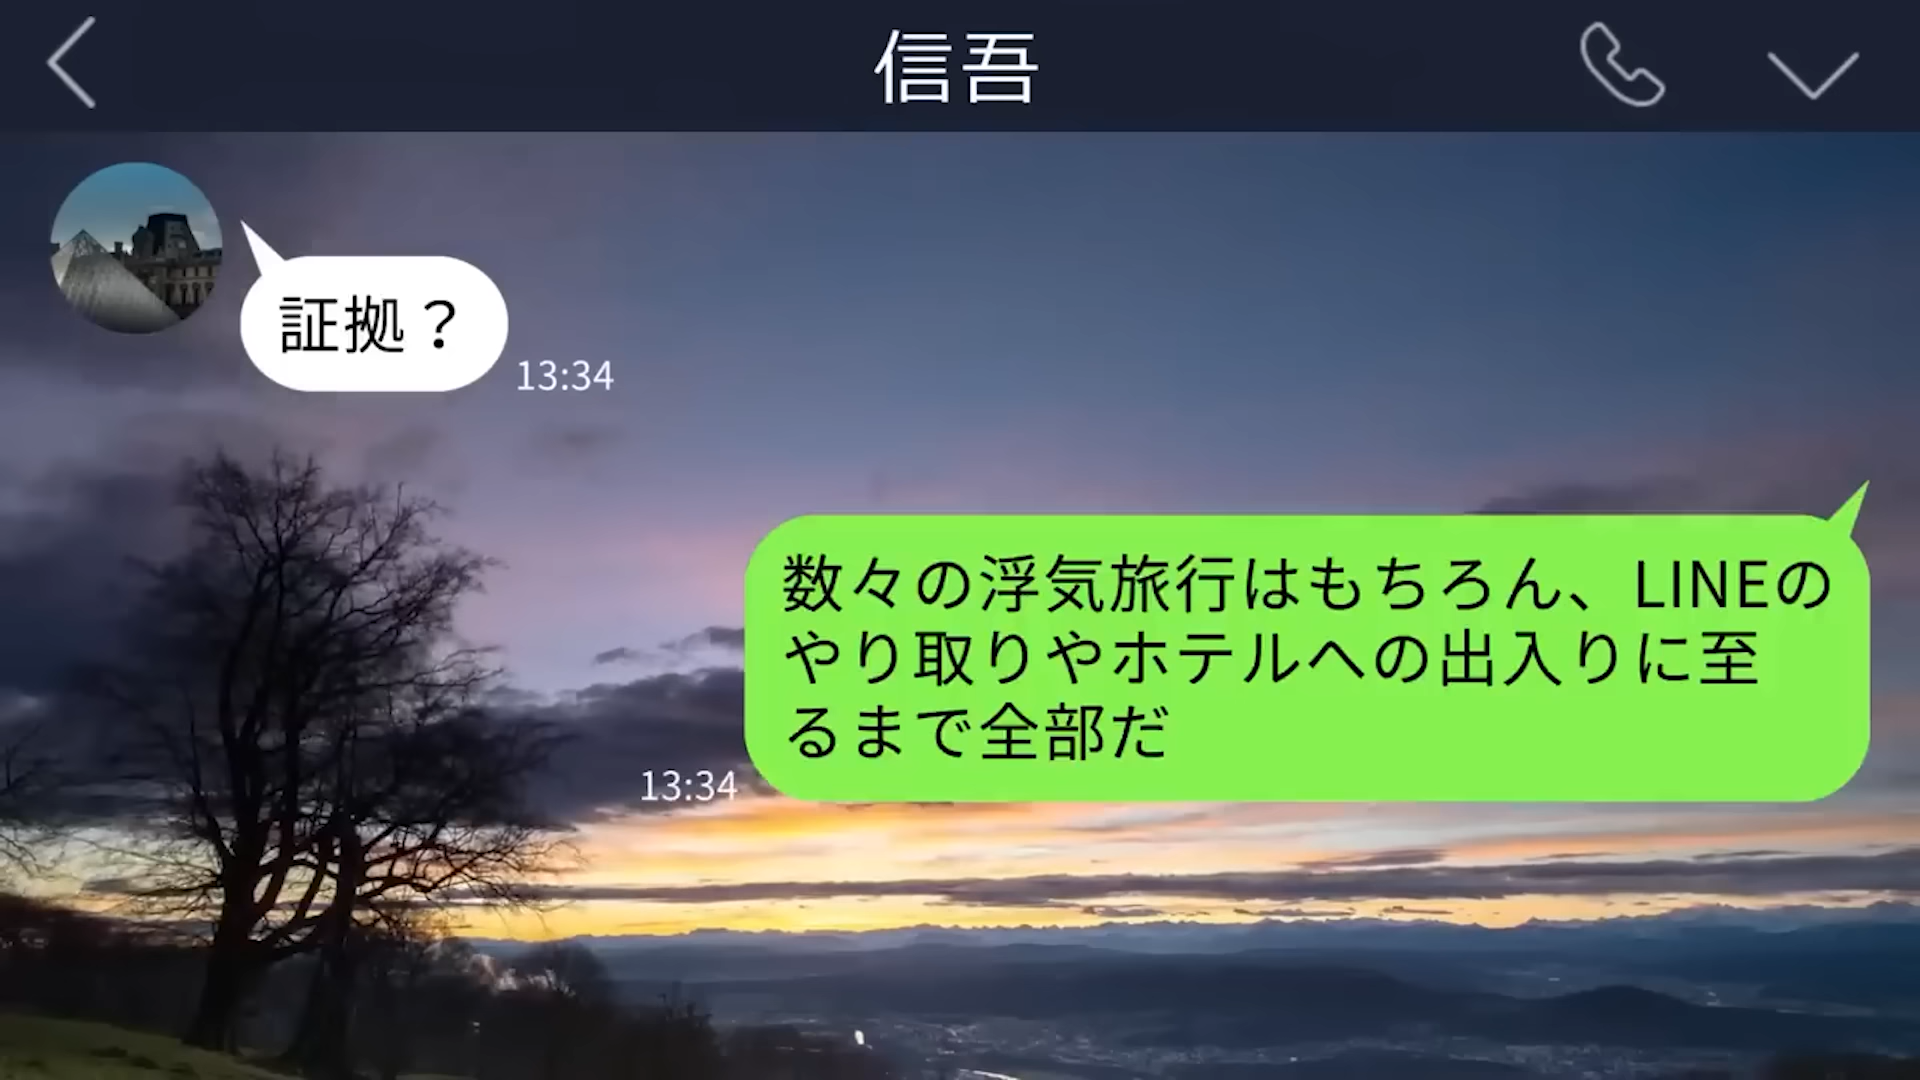 信吾
証拠？
13:34
数々の浮気旅行はもちろん、LINEの
やり取りやホテルへの出入りに至
るまで全部だ
13:34